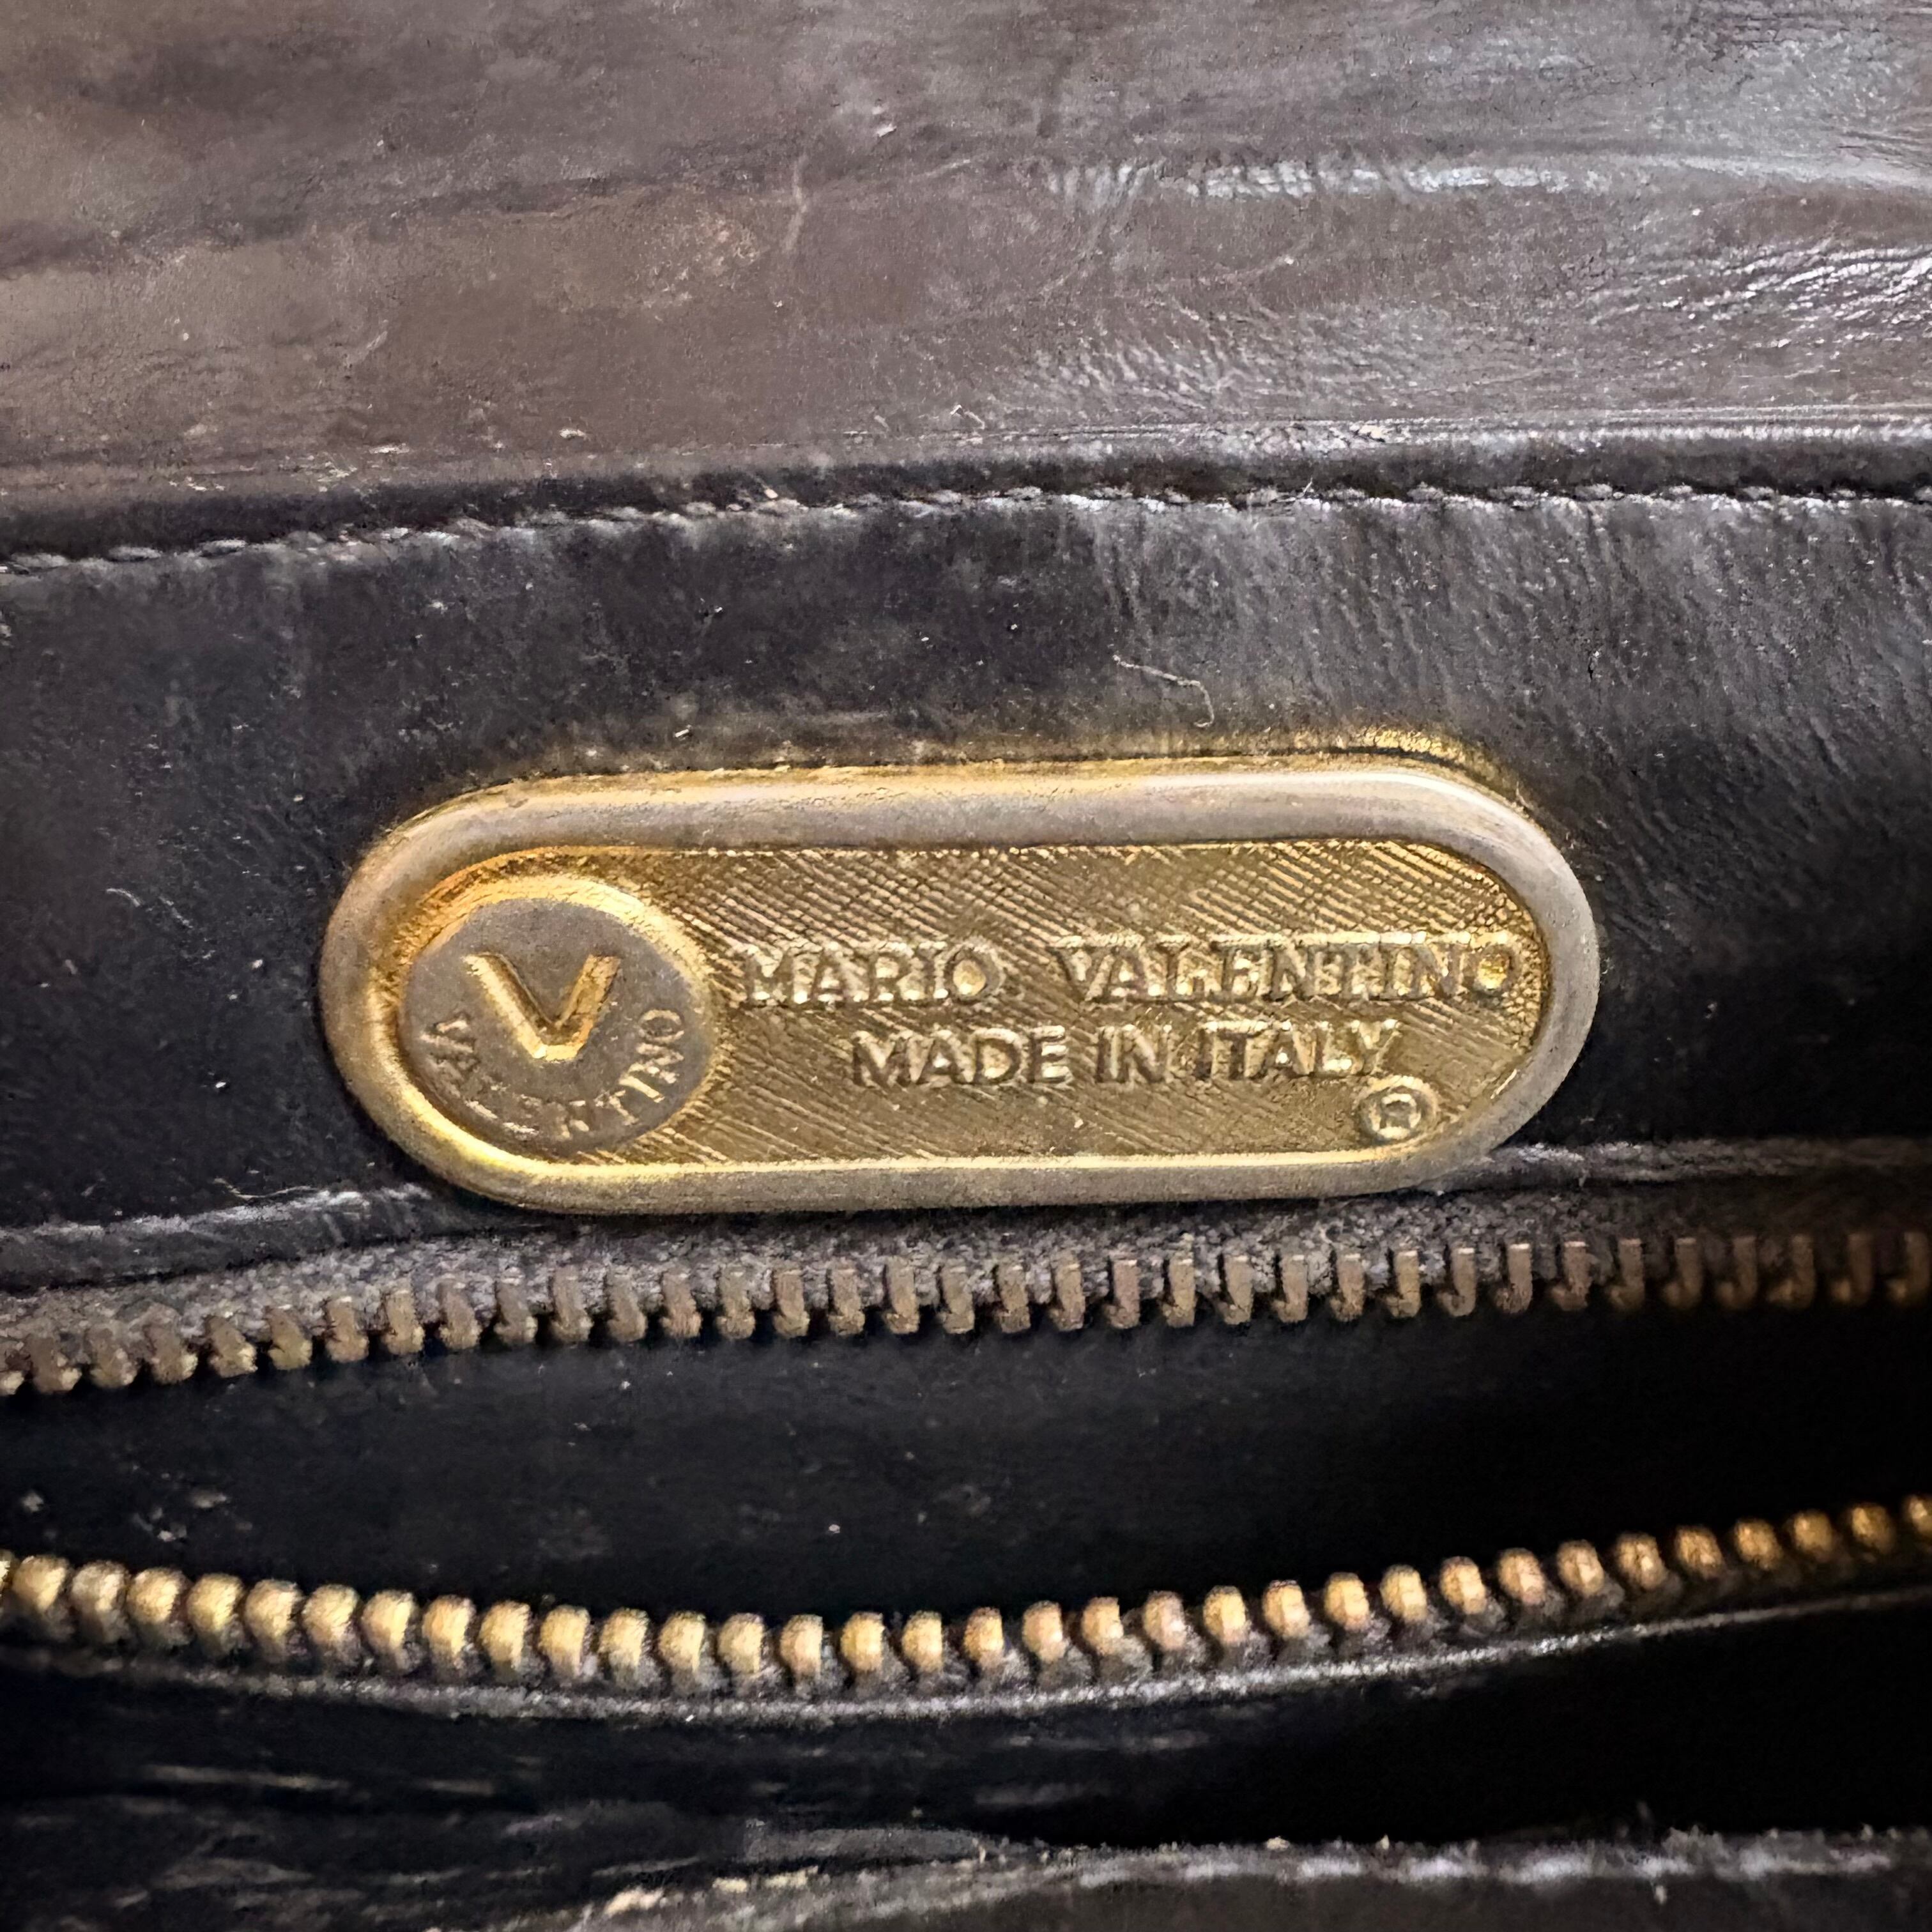 V
VALENTINO
MARIO VALENTINO
MADE IN ITALY
®